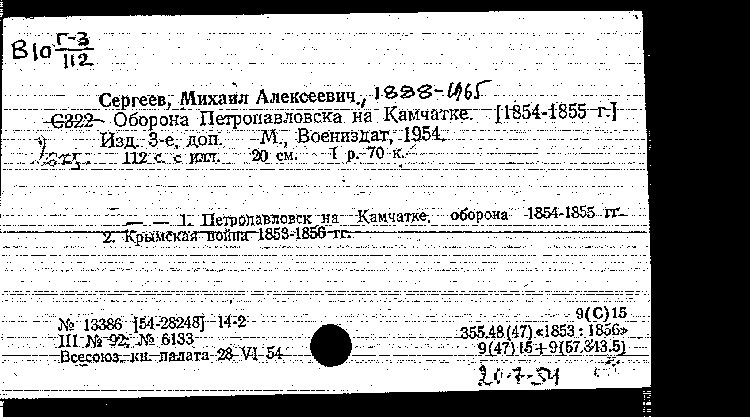 В10 Г-3
112
Сергеев, Михаил Алексеевич, 1888-1965
С322 Оборона Петропавловска на Камчатке. [1854-1855 г.]
Изд. 3-е, доп. М., Воениздат, 1954.
112 с. с илл. 20 см. 1 р. 70 к.
— — 1. Петропавловск на Камчатке, оборона 1854-1855 гг.
2. Крымская война 1853-1856 гг.
9(С)15
№ 13386 [54-28248] 14-2
355.48(47) «1853 : 1856»
III № 92; № 6133
9(47)15+9(57.343.5)
Всесоюз. кн. палата 28 VI 54
20-7-54